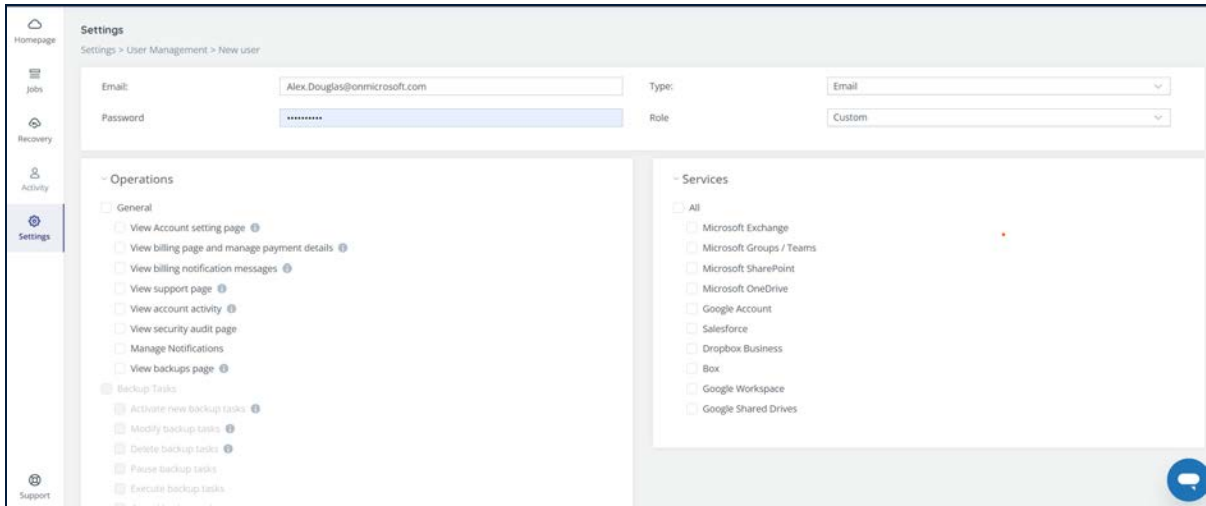 Homepage
Jobs
Recovery
Activity
Settings
Support
Settings
Settings > User Management > New user
Email:
Alex.Douglas@onmicrosoft.com
Type:
Email
Password
••••••••••
Role
Custom
Operations
General
View Account setting page
View billing page and manage payment details
View billing notification messages
View support page
View account activity
View security audit page
Manage Notifications
View backups page
Backup Tasks
Activate new backup tasks
Modify backup tasks
Delete backup tasks
Pause backup tasks
Execute backup tasks
Services
All
Microsoft Exchange
Microsoft Groups / Teams
Microsoft SharePoint
Microsoft OneDrive
Google Account
Salesforce
Dropbox Business
Box
Google Workspace
Google Shared Drives